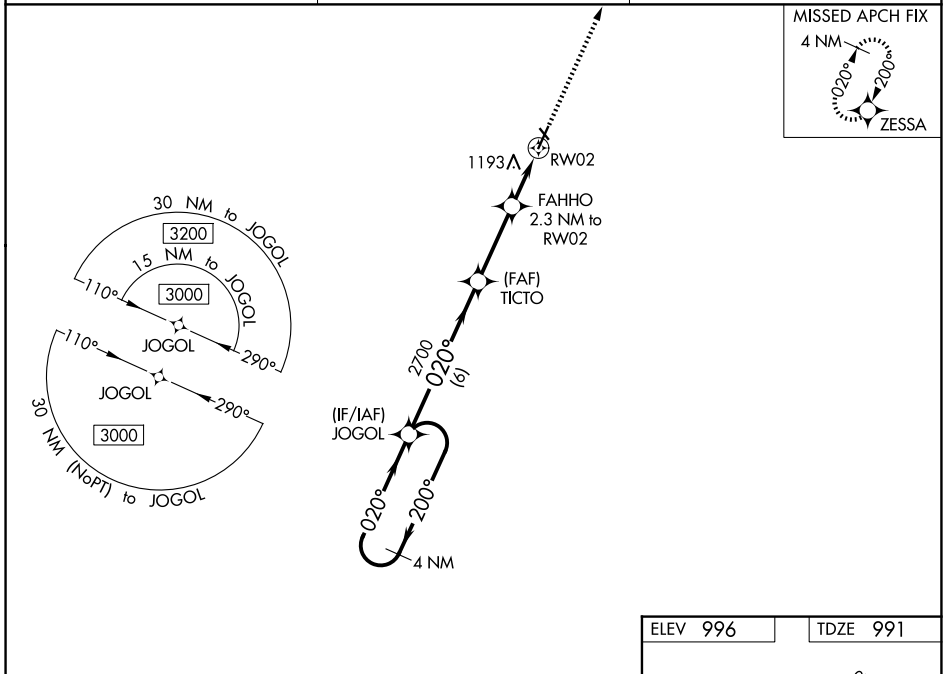 MISSED APCH FIX
4 NM
020°
200°
ZESSA
1193
RW02
FAHHO
2.3 NM to
RW02
(FAF)
TICTO
2700
020°
(6)
(IF/IAF)
JOGOL
020°
200°
4 NM
30 NM to JOGOL
3200
15 NM to JOGOL
3000
110°
JOGOL
290°
110°
JOGOL
290°
3000
30 NM (NoPT) to JOGOL
ELEV 996
TDZE 991